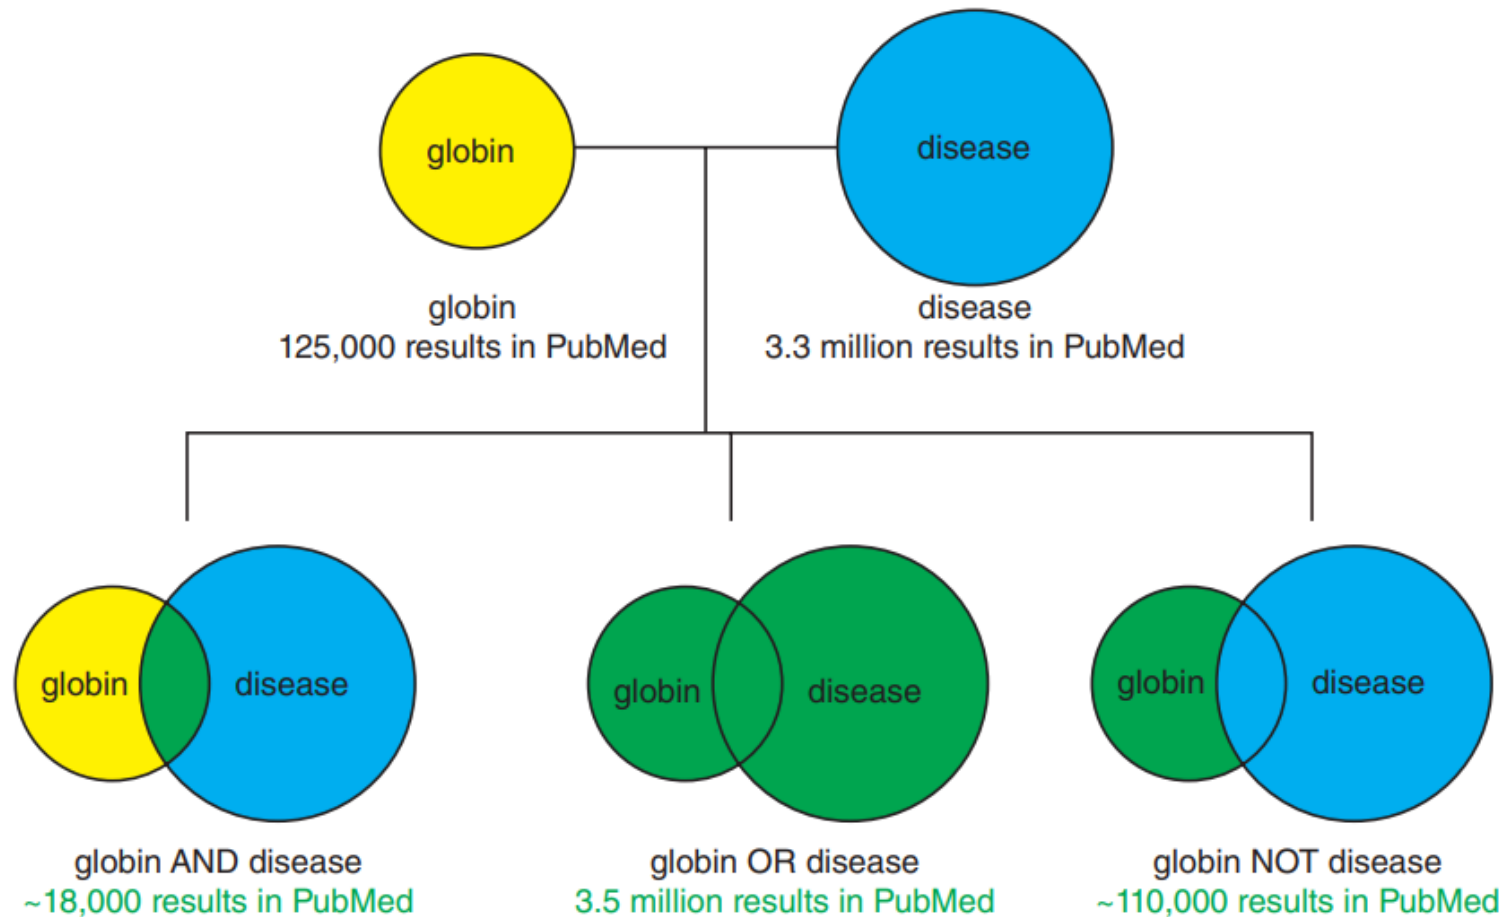 globin
disease
globin
125,000 results in PubMed
disease
3.3 million results in PubMed
globin
disease
globin
disease
globin
disease
globin AND disease
~18,000 results in PubMed
globin OR disease
3.5 million results in PubMed
globin NOT disease
~110,000 results in PubMed